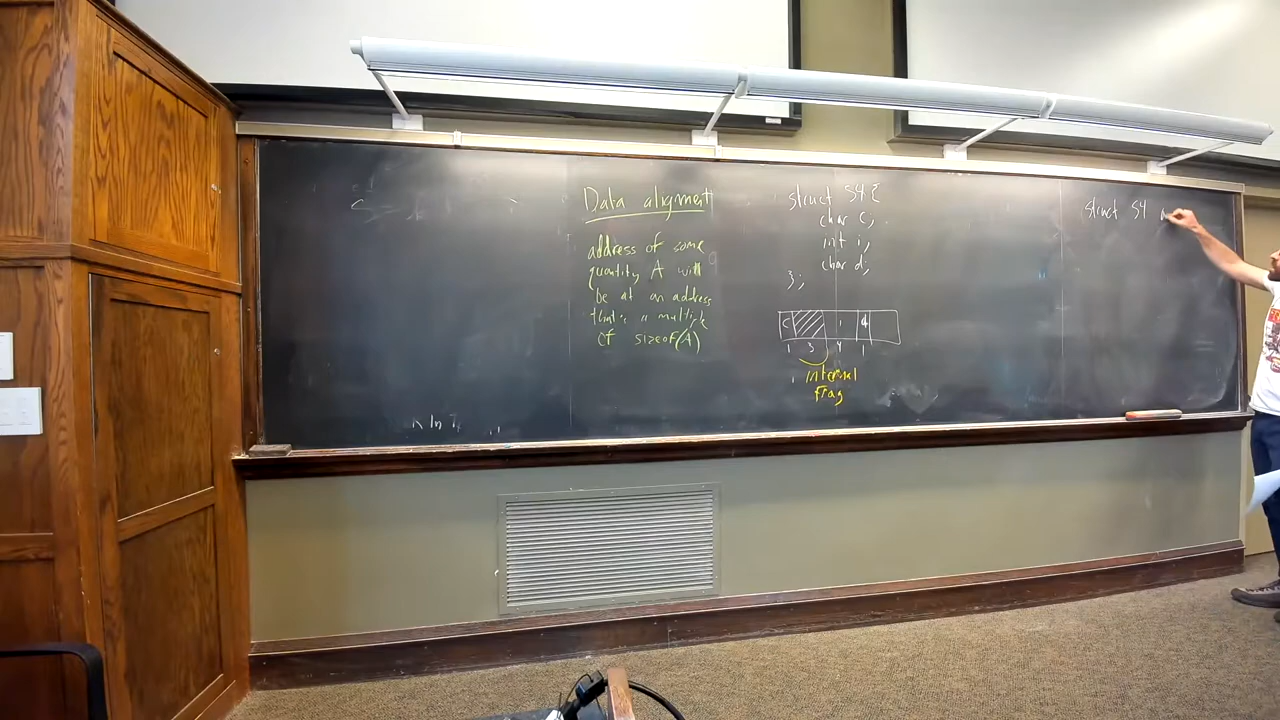 Data alignment
address of some
quantity A will
be at an address
that's a multiple
of sizeof(A)
struct S4 {
char c;
int i;
char d;
};
c i d
1 3 4 1
internal
frag
struct S4